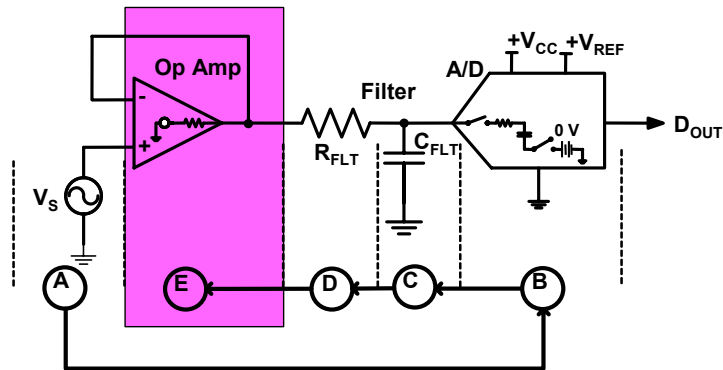 +VCC
+VREF
A/D
Op Amp
Filter
-
+
0 V
DOUT
RFLT
CFLT
VS
A
E
D
C
B